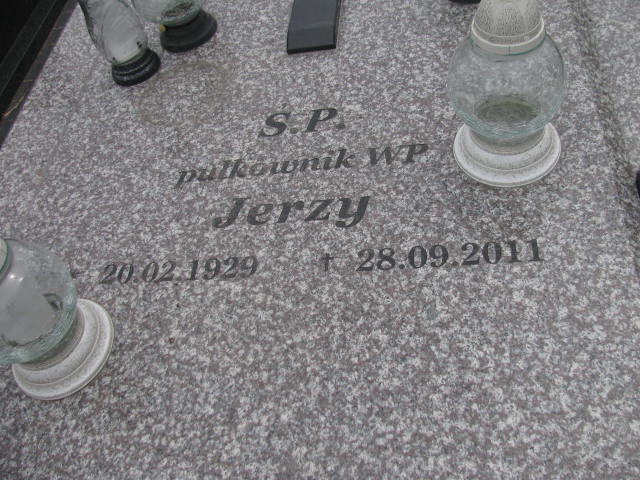 S.P.
pułkownik WP
Jerzy
20.02.1929 † 28.09.2011